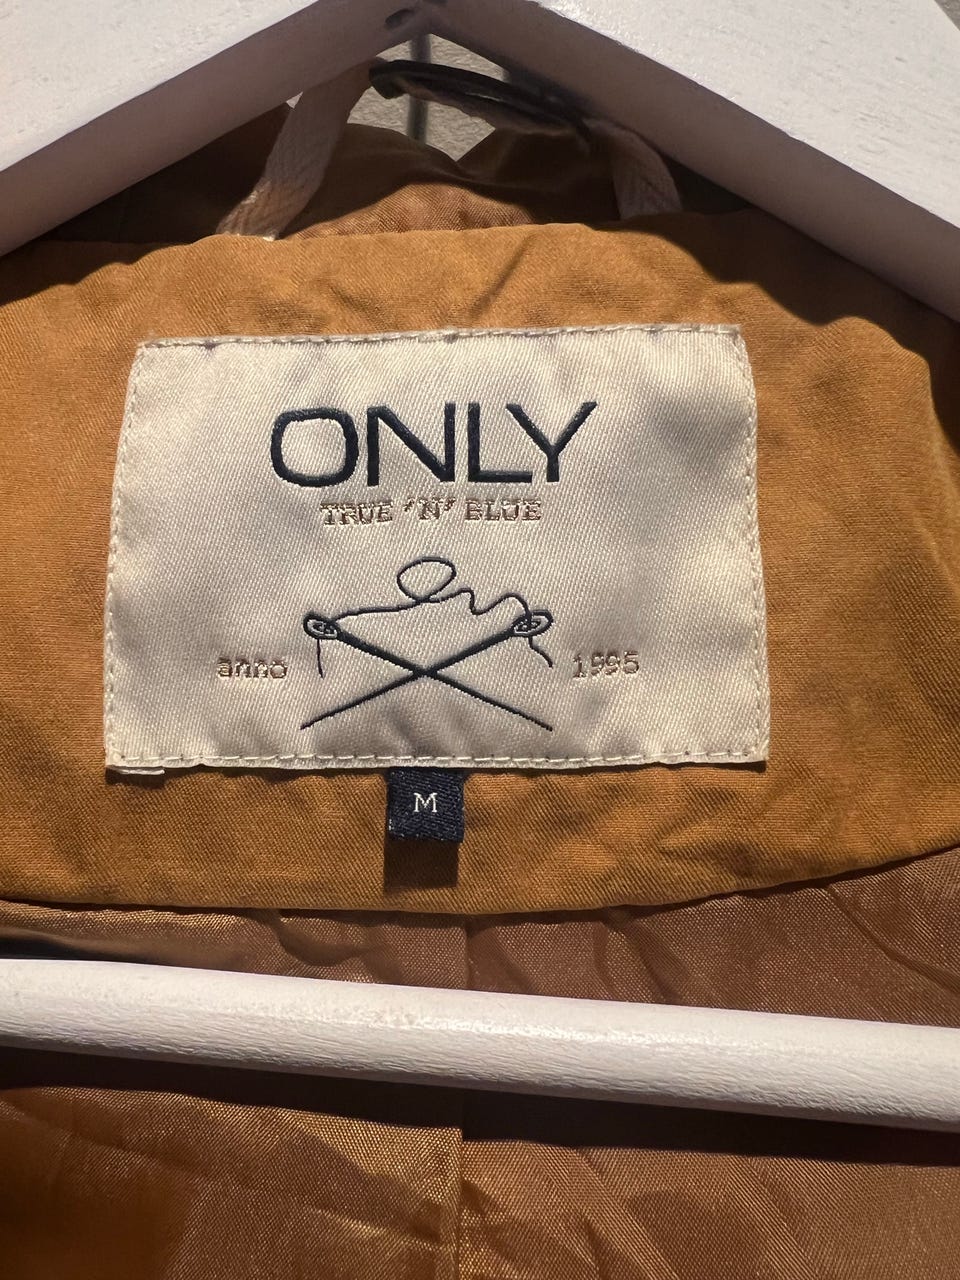 ONLY
TRUE 'N' BLUE
anno 1995
M